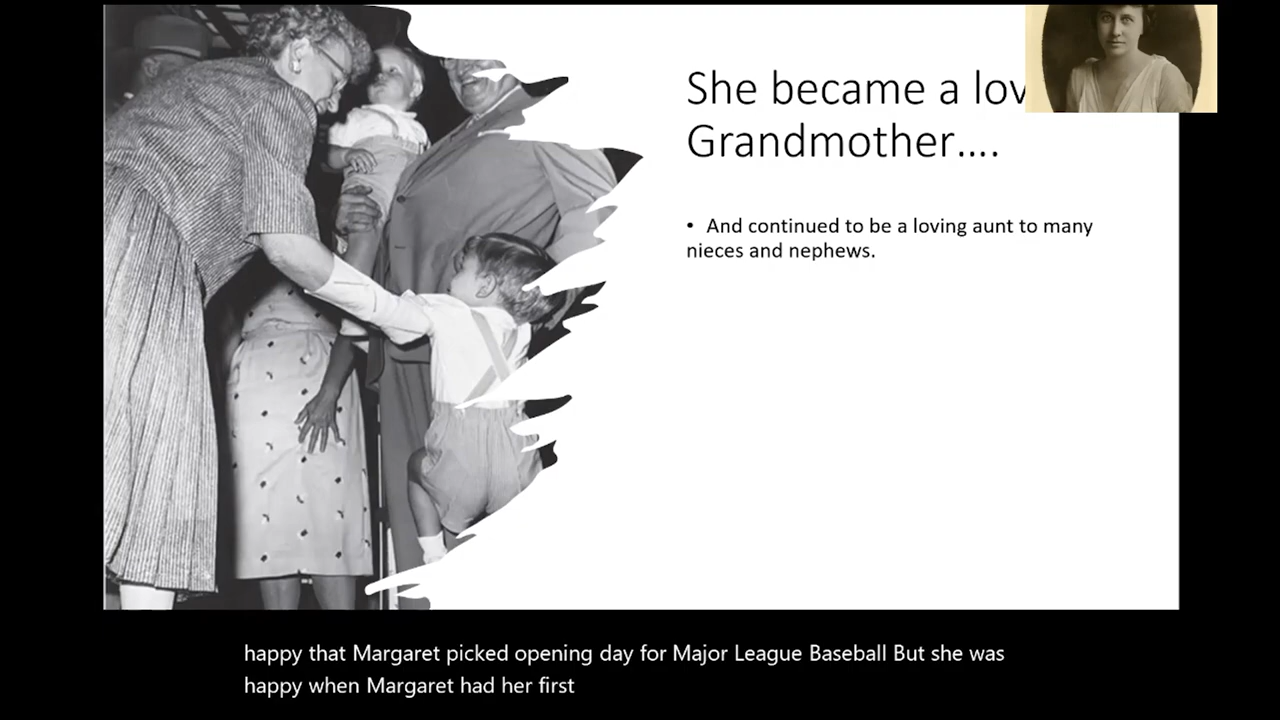 She became a lov
Grandmother....
• And continued to be a loving aunt to many
nieces and nephews.
happy that Margaret picked opening day for Major League Baseball But she was
happy when Margaret had her first